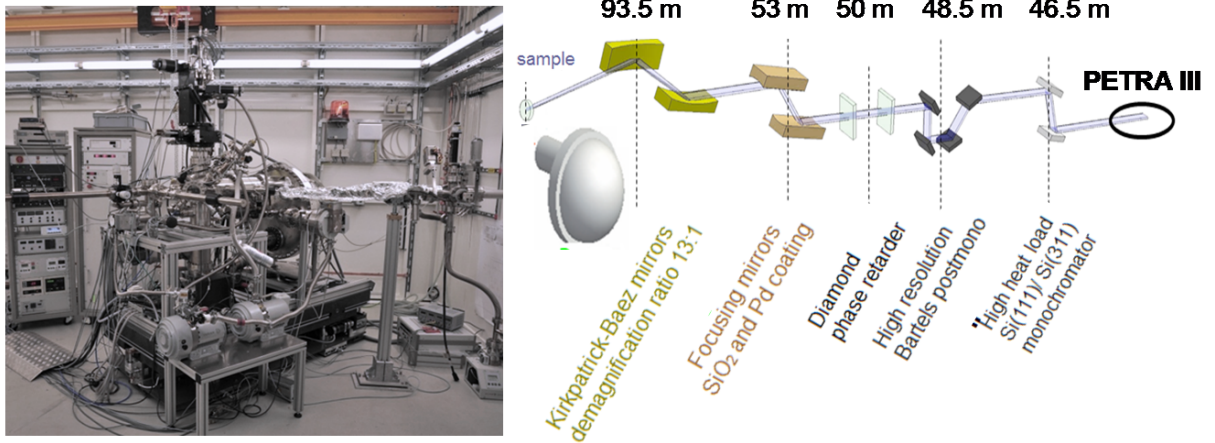 93.5 m 53 m 50 m 48.5 m 46.5 m
sample
PETRA III
Kirkpatrick-Baez mirrors
demagnification ratio 13:1
Focusing mirrors
SiO₂ and Pd coating
Diamond
phase retarder
High resolution
Bartels postmono
"High heat load
Si(111)/ Si(311)
monochromator